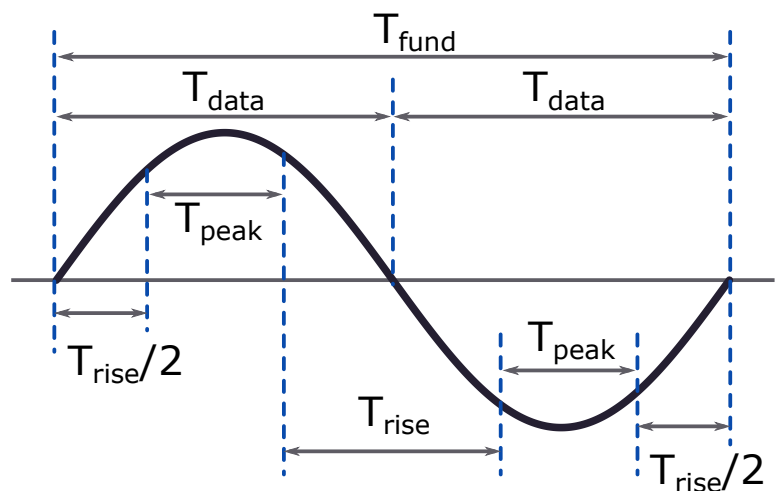 T_fund
T_data T_data
T_peak
T_peak
T_rise/2
T_rise
T_rise/2